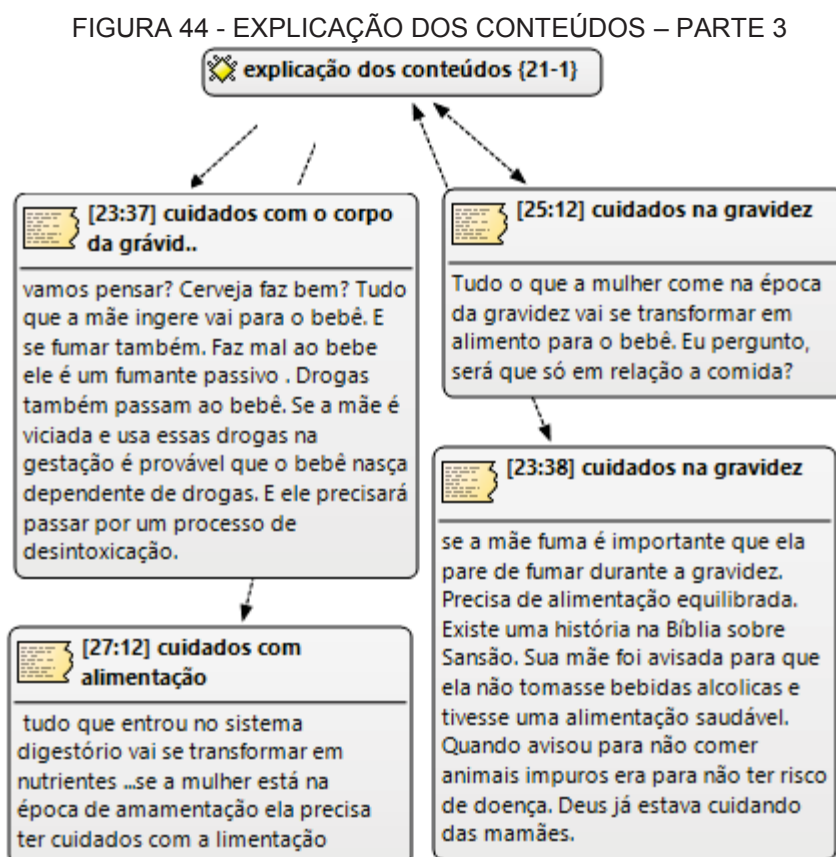 FIGURA 44 - EXPLICAÇÃO DOS CONTEÚDOS – PARTE 3
explicação dos conteúdos {21-1}
[23:37] cuidados com o corpo
da grávid..
vamos pensar? Cerveja faz bem? Tudo
que a mãe ingere vai para o bebê. E
se fumar também. Faz mal ao bebe
ele é um fumante passivo . Drogas
também passam ao bebê. Se a mãe é
viciada e usa essas drogas na
gestação é provável que o bebê nasça
dependente de drogas. E ele precisará
passar por um processo de
desintoxicação.
[25:12] cuidados na gravidez
Tudo o que a mulher come na época
da gravidez vai se transformar em
alimento para o bebê. Eu pergunto,
será que só em relação a comida?
[27:12] cuidados com
alimentação
tudo que entrou no sistema
digestório vai se transformar em
nutrientes ...se a mulher está na
época de amamentação ela precisa
ter cuidados com a limentação
[23:38] cuidados na gravidez
se a mãe fuma é importante que ela
pare de fumar durante a gravidez.
Precisa de alimentação equilibrada.
Existe uma história na Bíblia sobre
Sansão. Sua mãe foi avisada para que
ela não tomasse bebidas alcolicas e
tivesse uma alimentação saudável.
Quando avisou para não comer
animais impuros era para não ter risco
de doença. Deus já estava cuidando
das mamães.